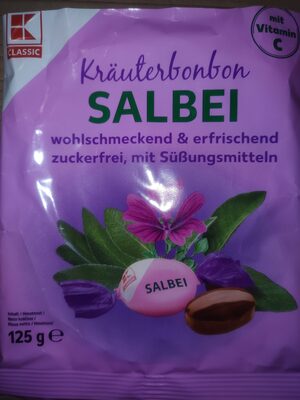 mit
Vitamin
C
K
CLASSIC
Kräuterbonbon
SALBEI
wohlschmeckend & erfrischend
zuckerfrei, mit Süßungsmitteln
SALBEI
125 g e